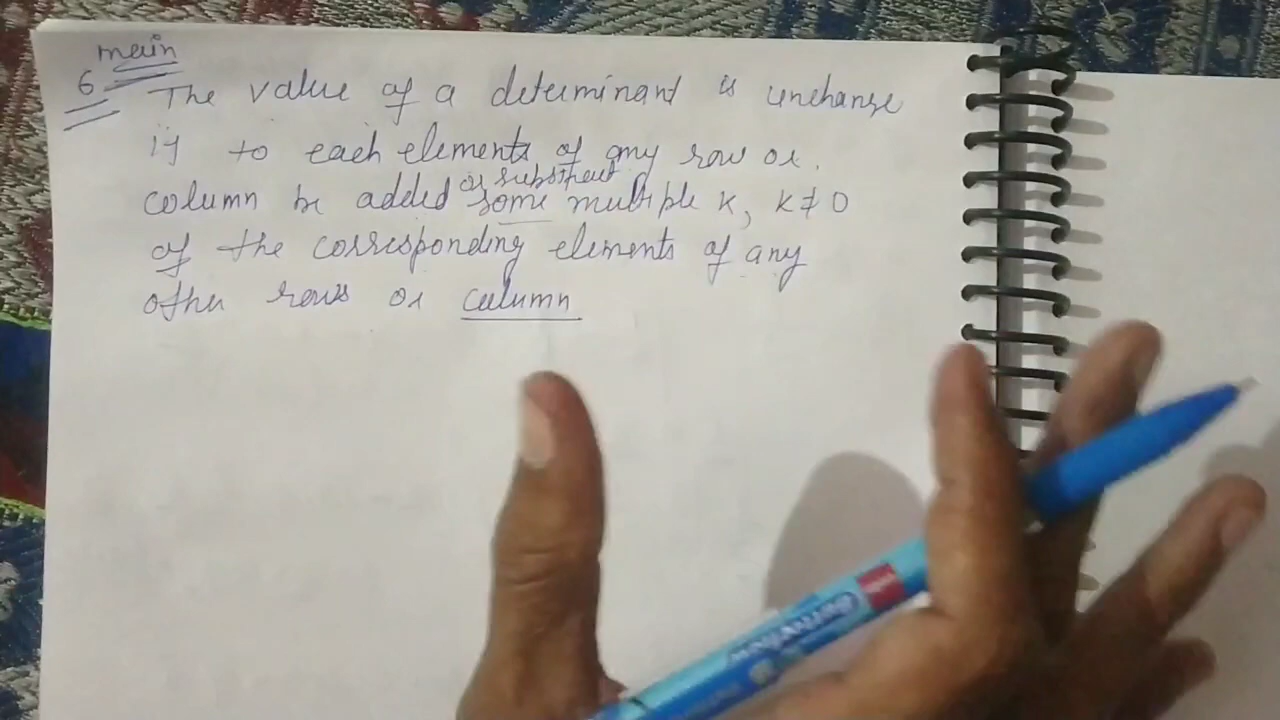 main
6 The value of a determinant is unchange
if to each elements of any row or
or substract
column be added some multiple K, K ≠ 0
of the corresponding elements of any
other rows or column